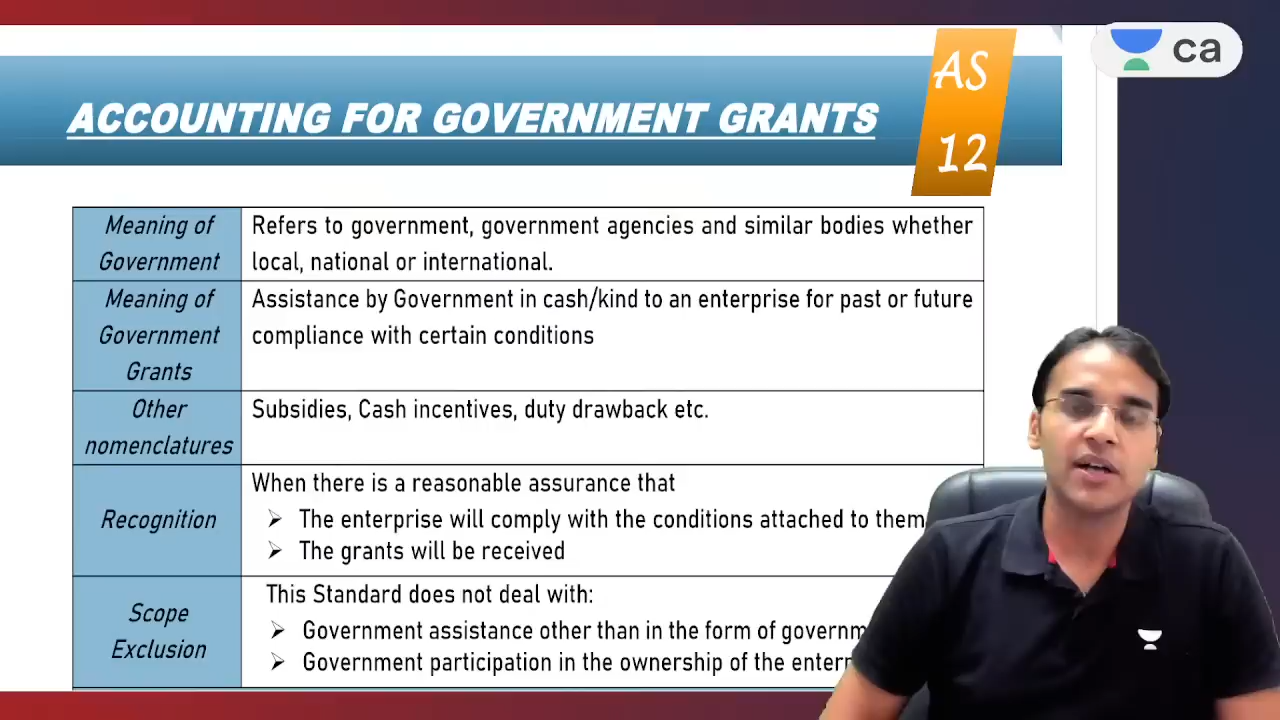 ca
AS
12
ACCOUNTING FOR GOVERNMENT GRANTS
Meaning of
Government
Refers to government, government agencies and similar bodies whether
local, national or international.
Meaning of
Government
Grants
Assistance by Government in cash/kind to an enterprise for past or future
compliance with certain conditions
Other
nomenclatures
Subsidies, Cash incentives, duty drawback etc.
Recognition
When there is a reasonable assurance that
➢ The enterprise will comply with the conditions attached to them
➢ The grants will be received
Scope
Exclusion
This Standard does not deal with:
➢ Government assistance other than in the form of
➢ Government participation in the ownership of the